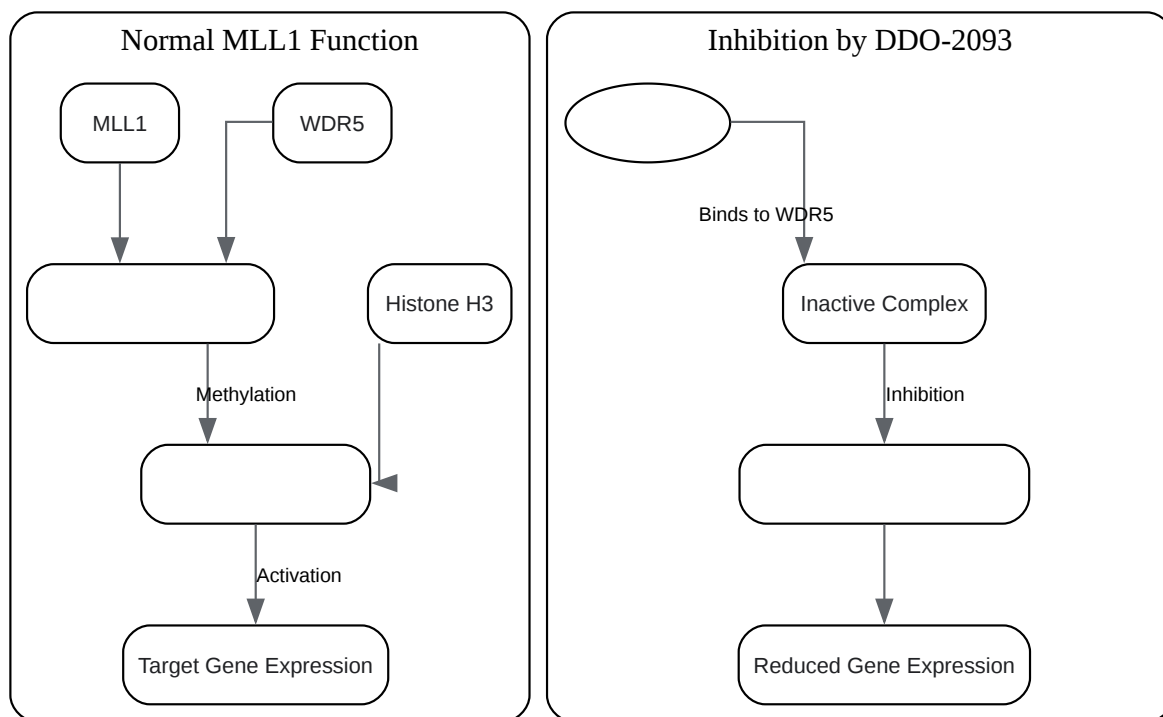 Normal MLL1 Function
MLL1
WDR5
Histone H3
Methylation
Activation
Target Gene Expression
Inhibition by DDO-2093
Binds to WDR5
Inactive Complex
Inhibition
Reduced Gene Expression